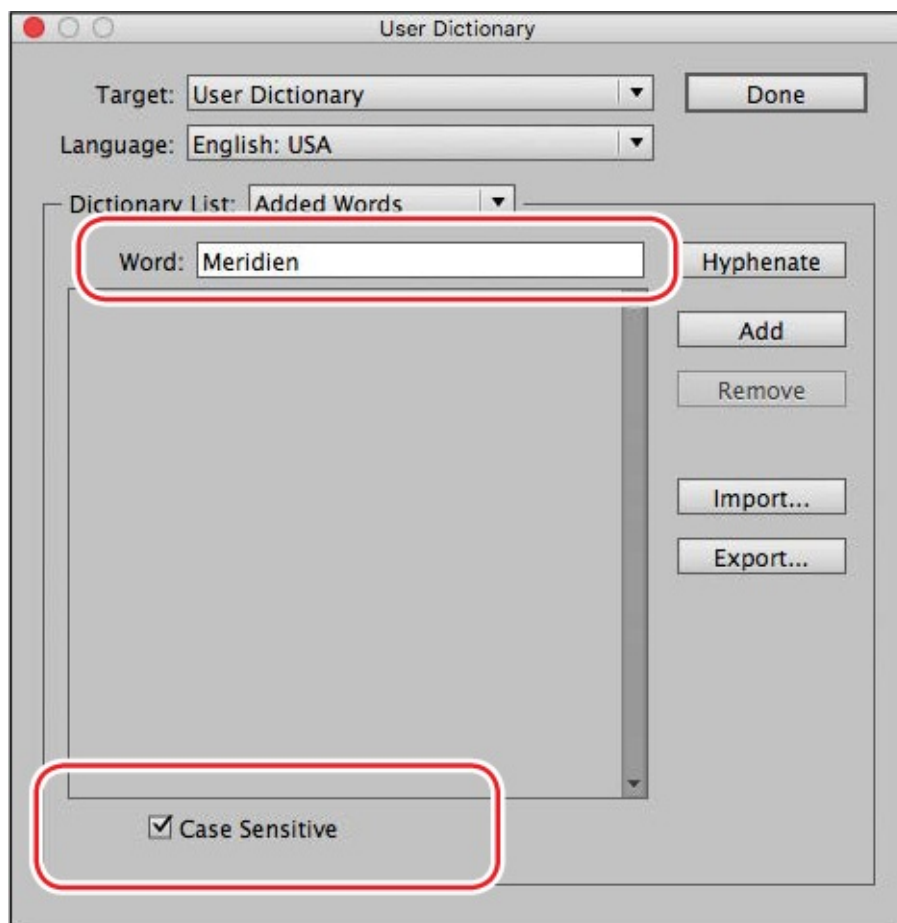 User Dictionary
Target: User Dictionary Done
Language: English: USA
Dictionary List: Added Words
Word: Meridien Hyphenate
Add
Remove
Import...
Export...
Case Sensitive